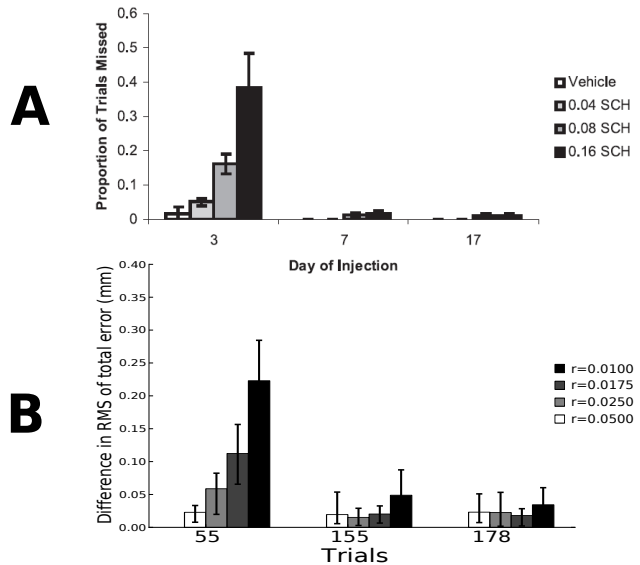 A
Proportion of Trials Missed
0.6
0.5
0.4
0.3
0.2
0.1
0
3
7
17
Day of Injection
Vehicle
0.04 SCH
0.08 SCH
0.16 SCH
B
Difference in RMS of total error (mm)
0.40
0.35
0.30
0.25
0.20
0.15
0.10
0.05
0.00
55
155
178
Trials
r=0.0100
r=0.0175
r=0.0250
r=0.0500